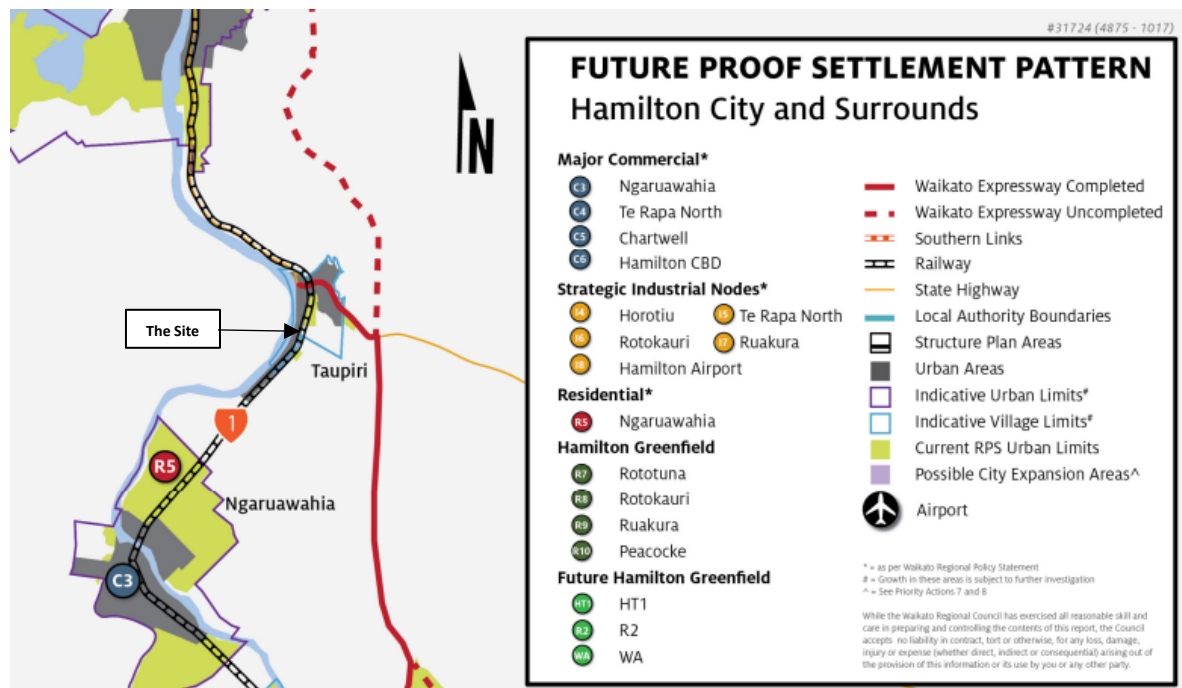 #31724 (4875 - 1017)
FUTURE PROOF SETTLEMENT PATTERN
Hamilton City and Surrounds
N
Major Commercial*
C3 Ngaruawahia
C4 Te Rapa North
C5 Chartwell
C6 Hamilton CBD
Strategic Industrial Nodes*
I4 Horotiu I5 Te Rapa North
I6 Rotokauri I7 Ruakura
I8 Hamilton Airport
Residential*
R5 Ngaruawahia
Hamilton Greenfield
R7 Rototuna
R8 Rotokauri
R9 Ruakura
R10 Peacocke
Future Hamilton Greenfield
HT1 HT1
R2 R2
WA WA
Waikato Expressway Completed
Waikato Expressway Uncompleted
Southern Links
Railway
State Highway
Local Authority Boundaries
Structure Plan Areas
Urban Areas
Indicative Urban Limits#
Indicative Village Limits#
Current RPS Urban Limits
Possible City Expansion Areas^
Airport
* = as per Waikato Regional Policy Statement
# = Growth in these areas is subject to further investigation
^ = See Priority Actions 7 and 8
While the Waikato Regional Council has exercised all reasonable skill and
care in preparing and controlling the contents of this report, the Council
accepts no liability in contract, tort or otherwise, for any loss, damage,
injury or expense (whether direct, indirect or consequential) arising out of
the provision of this information or its use by you or any other party.
The Site
Taupiri
1
R5
Ngaruawahia
C3